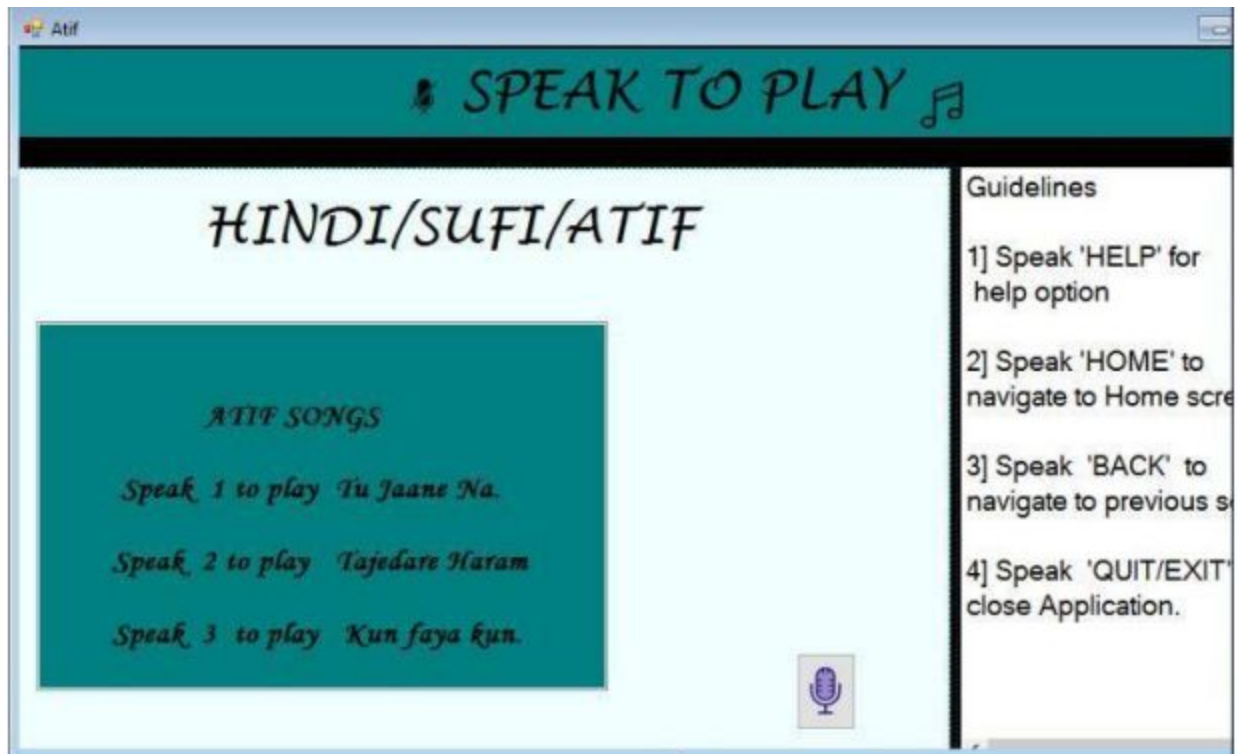 Atif
SPEAK TO PLAY
HINDI/SUFI/ATIF
ATIF SONGS
Speak 1 to play Tu Jaane Na.
Speak 2 to play Tajedare Haram
Speak 3 to play Kun faya kun.
Guidelines
1] Speak 'HELP' for
help option
2] Speak 'HOME' to
navigate to Home scre
3] Speak 'BACK' to
navigate to previous s
4] Speak 'QUIT/EXIT'
close Application.